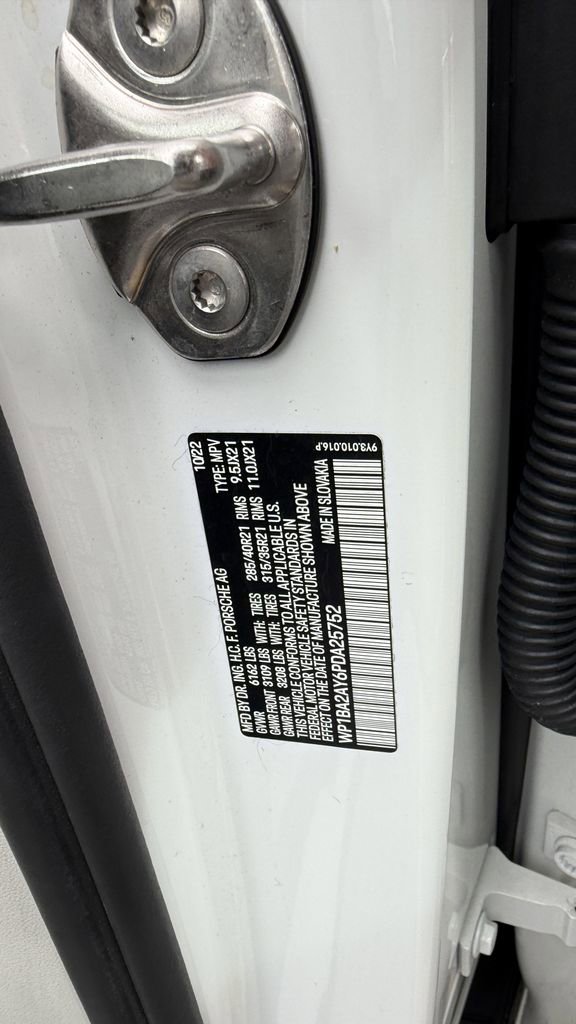 MFD BY DR. ING. H.C. F. PORSCHE AG 10/22
GVWR 6162 LBS TYPE: MPV
GAWR FRONT 3109 LBS WITH: TIRES 285/40R21 RIMS 9.5JX21
GAWR REAR 3208 LBS WITH: TIRES 315/35R21 RIMS 11.0JX21
THIS VEHICLE CONFORMS TO ALL APPLICABLE U.S.
FEDERAL MOTOR VEHICLE SAFETY STANDARDS IN
EFFECT ON THE DATE OF MANUFACTURE SHOWN ABOVE
WP1BA2AY6PDA25752 MADE IN SLOVAKIA
9Y3.010.016.P